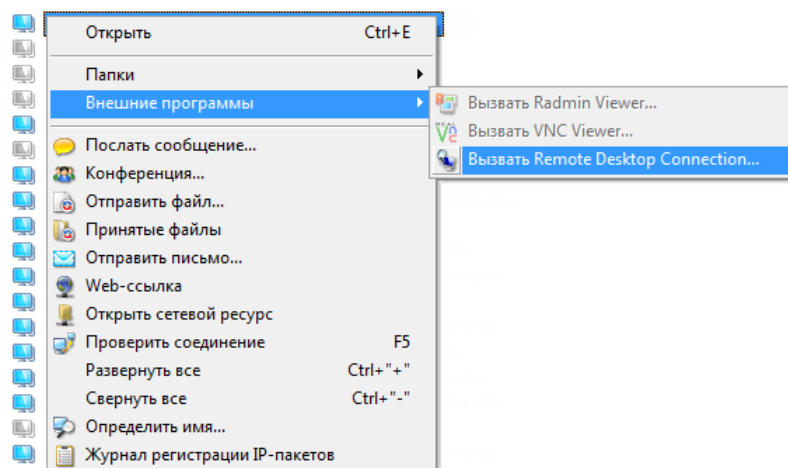 Открыть Ctrl+E
Папки
Внешние программы
Вызвать Radmin Viewer...
Вызвать VNC Viewer...
Вызвать Remote Desktop Connection...
Послать сообщение...
Конференция...
Отправить файл...
Принятые файлы
Отправить письмо...
Web-ссылка
Открыть сетевой ресурс
Проверить соединение F5
Развернуть все Ctrl+"+"
Свернуть все Ctrl+"-"
Определить имя...
Журнал регистрации IP-пакетов